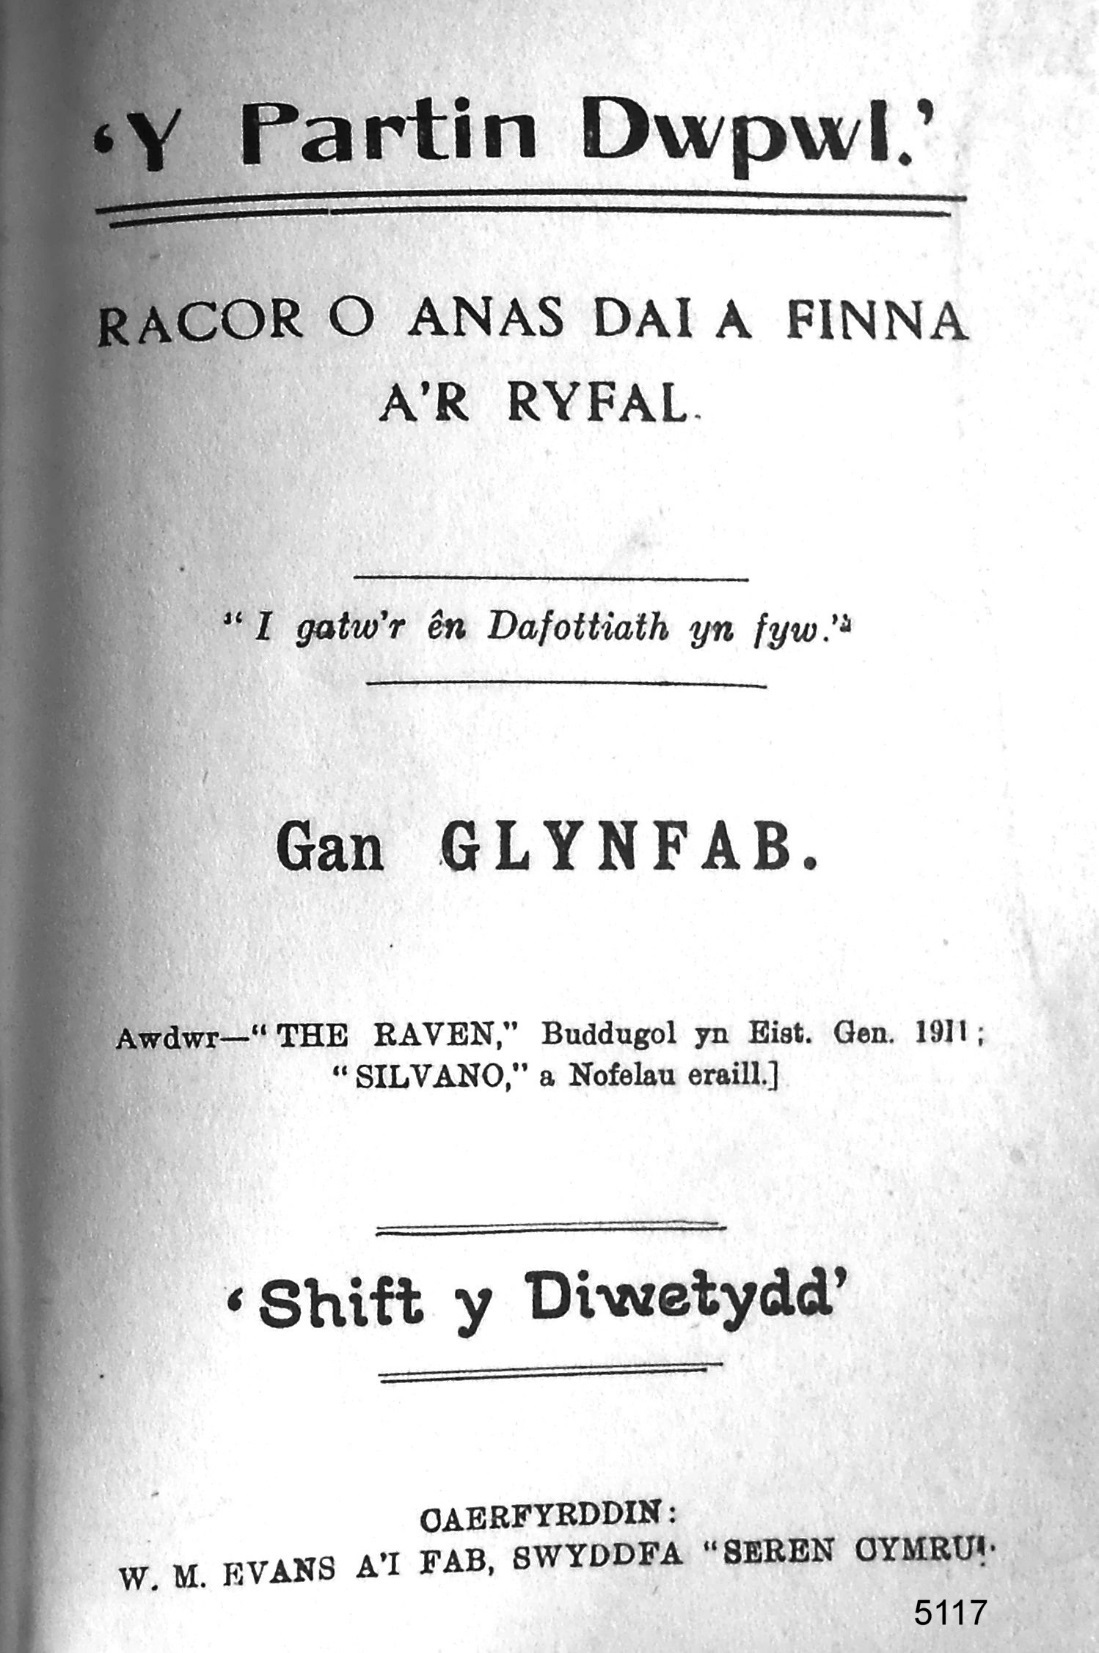 ‘Y Partin Dwpwl.’
RACOR O ANAS DAI A FINNA
A’R RYFAL.
“ I gatw’r ên Dafottiath yn fyw.”
Gan GLYNFAB.
Awdwr—“ THE RAVEN,” Buddugol yn Eist. Gen. 1911 ;
“ SILVANO,” a Nofelau eraill.]
‘Shift y Diwetydd’
CAERFYRDDIN :
W. M. EVANS A’I FAB, SWYDDFA “SEREN CYMRU.”
5117